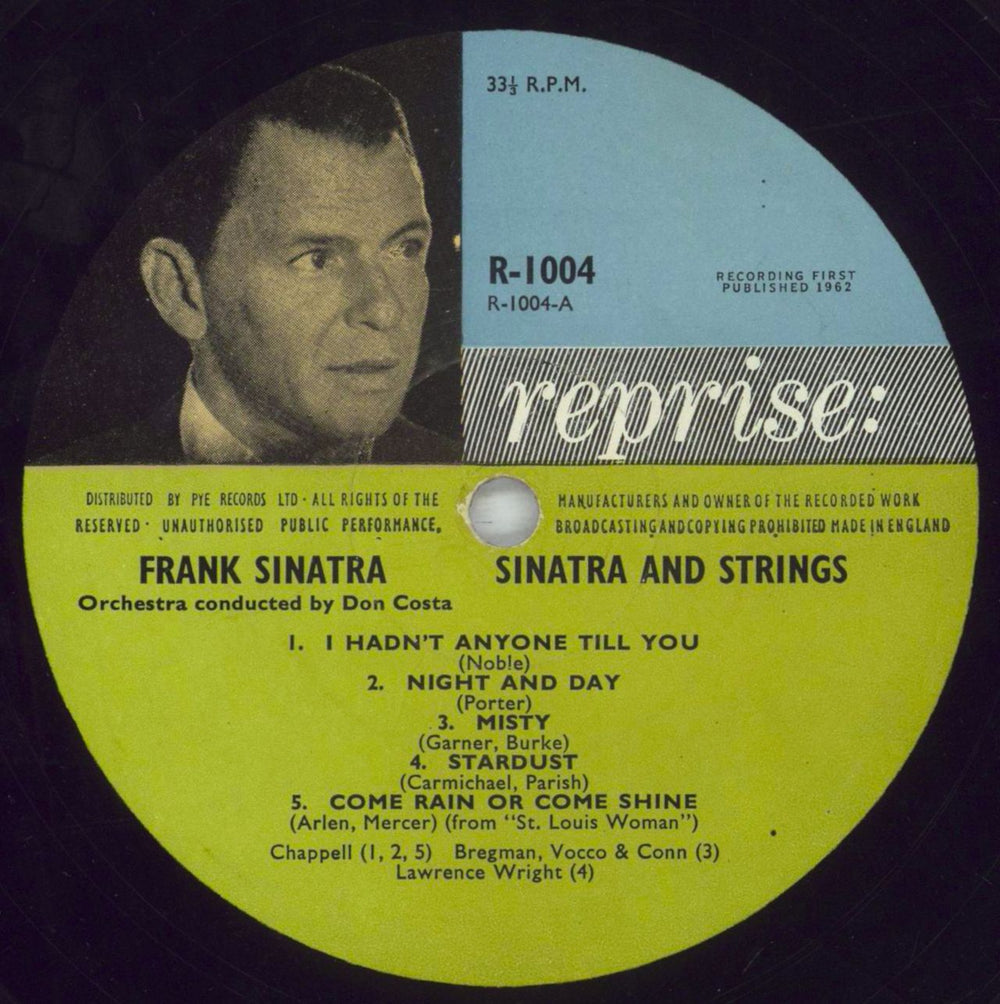 33⅓ R.P.M.
R-1004
R-1004-A
RECORDING FIRST
PUBLISHED 1962
reprise:
DISTRIBUTED BY PYE RECORDS LTD · ALL RIGHTS OF THE MANUFACTURERS AND OWNER OF THE RECORDED WORK
RESERVED · UNAUTHORISED PUBLIC PERFORMANCE, BROADCASTING AND COPYING PROHIBITED MADE IN ENGLAND
FRANK SINATRA SINATRA AND STRINGS
Orchestra conducted by Don Costa
1. I HADN'T ANYONE TILL YOU
(Noble)
2. NIGHT AND DAY
(Porter)
3. MISTY
(Garner, Burke)
4. STARDUST
(Carmichael, Parish)
5. COME RAIN OR COME SHINE
(Arlen, Mercer) (from "St. Louis Woman")
Chappell (1, 2, 5) Bregman, Vocco & Conn (3)
Lawrence Wright (4)